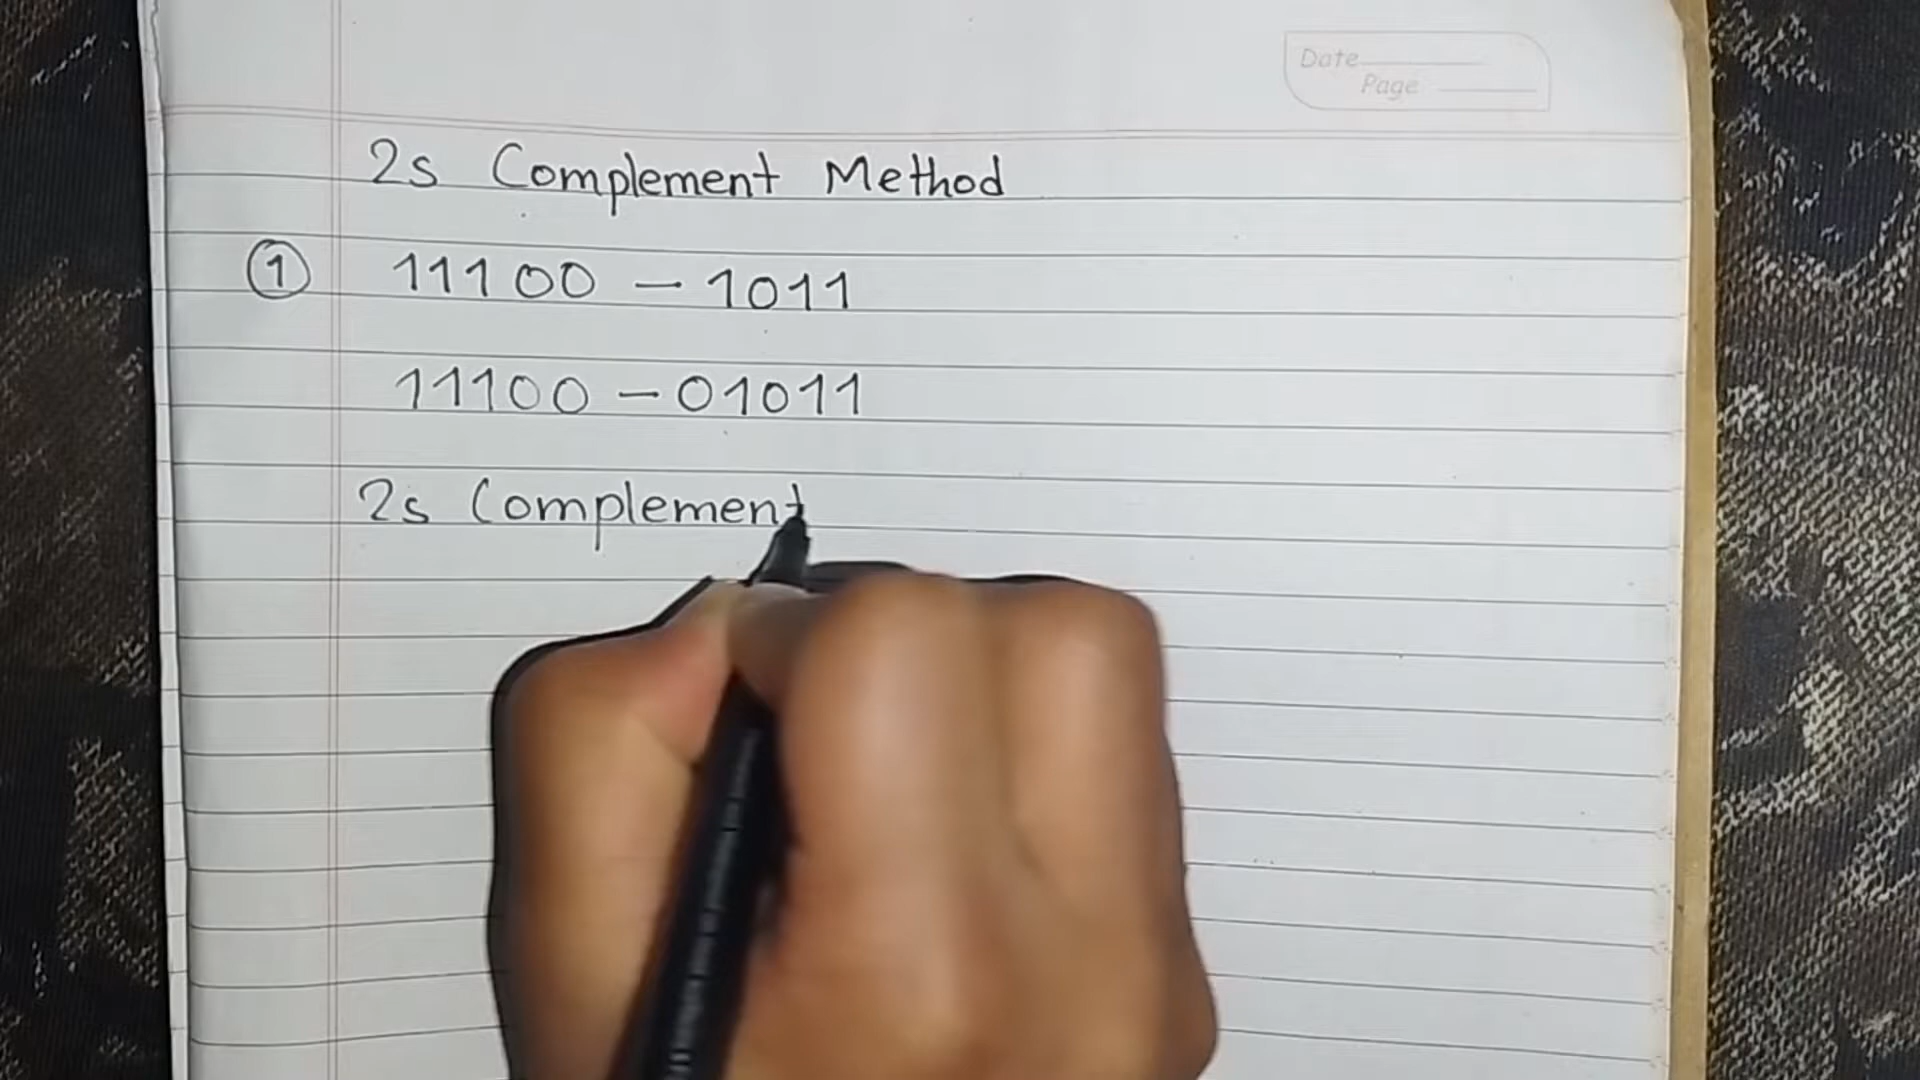 Date
Page
2s Complement Method
① 11100 - 1011
11100 - 01011
2s Complement